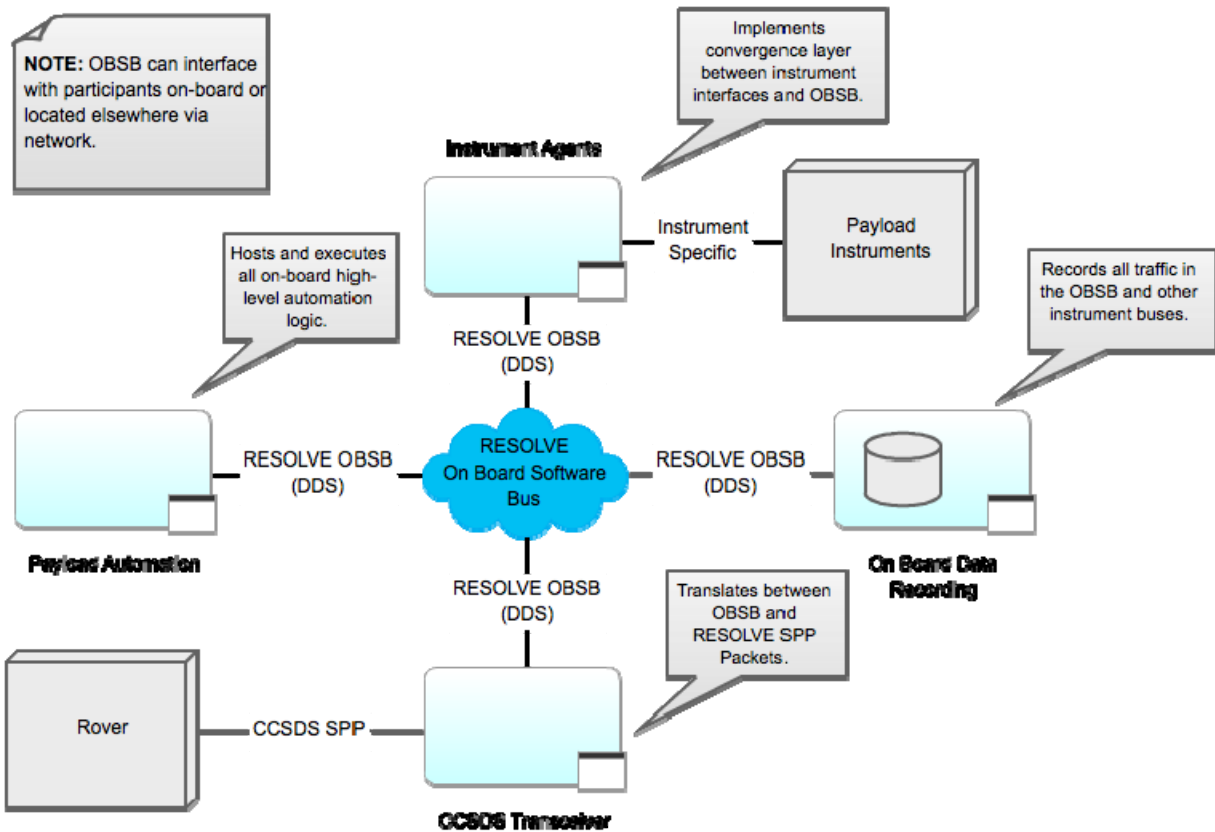 NOTE: OBSB can interface
with participants on-board or
located elsewhere via
network.
Implements
convergence layer
between instrument
interfaces and OBSB.
Instrument Agents
Instrument
Specific
Payload
Instruments
Hosts and executes
all on-board high-
level automation
logic.
Records all traffic in
the OBSB and other
instrument buses.
RESOLVE OBSB
(DDS)
RESOLVE OBSB
(DDS)
RESOLVE
On Board Software
Bus
RESOLVE OBSB
(DDS)
Payload Automation
On Board Data
Recording
RESOLVE OBSB
(DDS)
Translates between
OBSB and
RESOLVE SPP
Packets.
Rover
CCSDS SPIP
CCSDS Transceiver